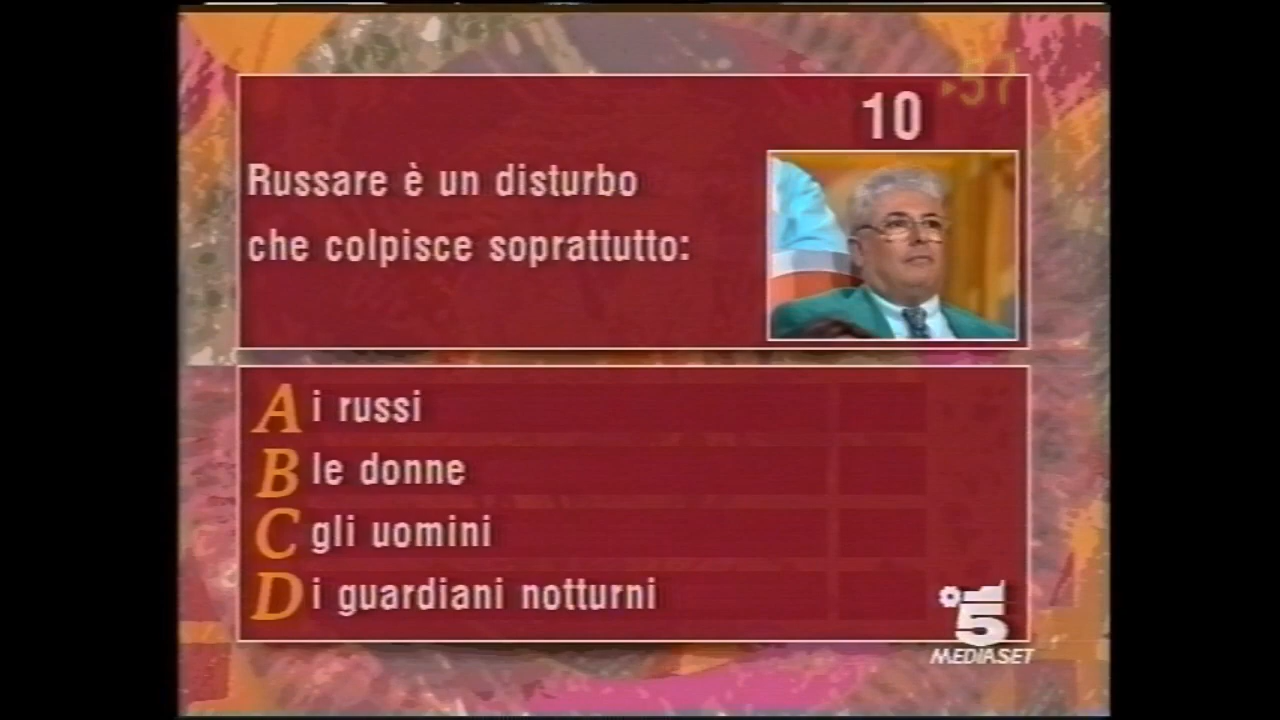 10
Russare è un disturbo
che colpisce soprattutto:
A i russi
B le donne
C gli uomini
D i guardiani notturni
5
MEDIASET